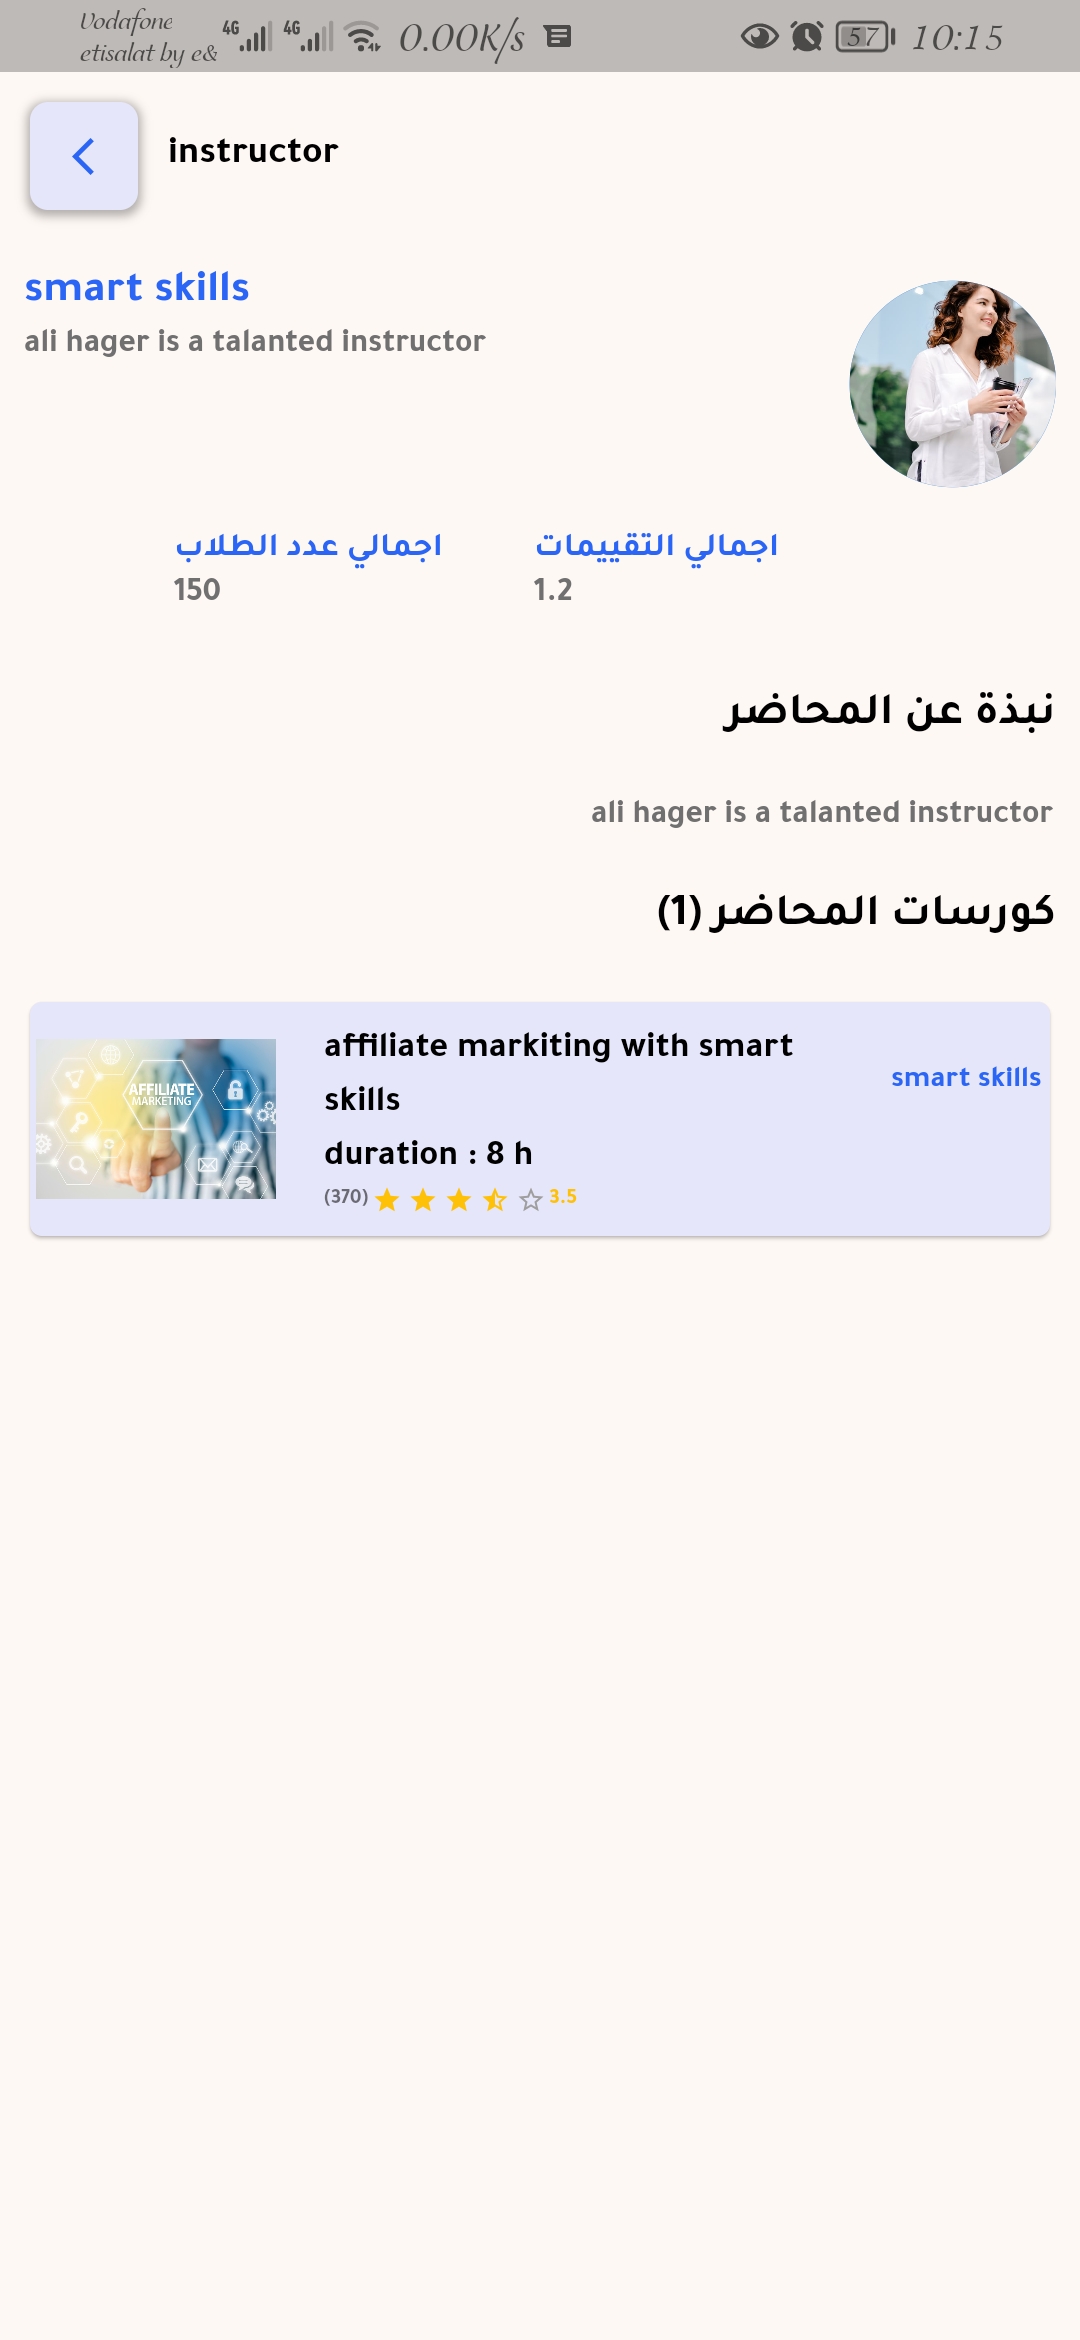 Vodafone
etisalat by e&
4G 4G 0.00K/s 57 10:15
instructor
smart skills
ali hager is a talanted instructor
اجمالي التقييمات
1.2
اجمالي عدد الطلاب
150
نبذة عن المحاضر
ali hager is a talanted instructor
كورسات المحاضر (1)
AFFILIATE
MARKETING
affiliate markiting with smart
skills
duration : 8 h
(370) 3.5
smart skills